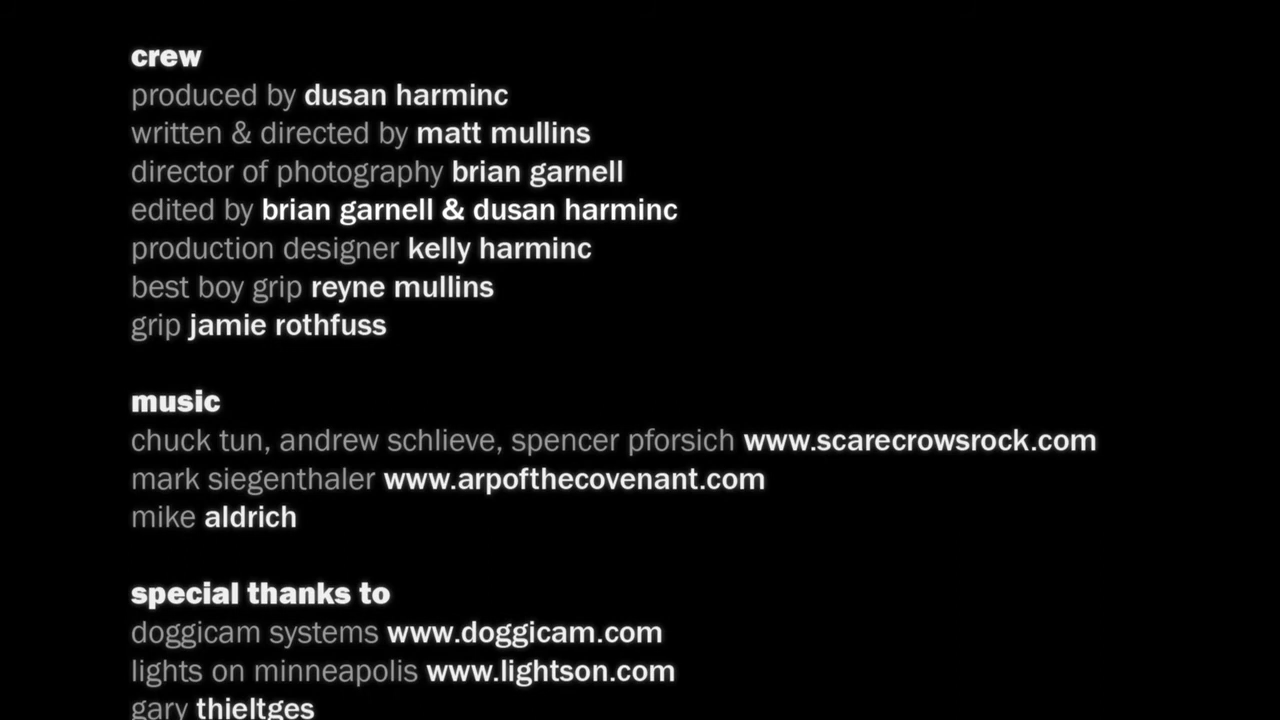 crew
produced by dusan harminc
written & directed by matt mullins
director of photography brian garnell
edited by brian garnell & dusan harminc
production designer kelly harminc
best boy grip reyne mullins
grip jamie rothfuss
music
chuck tun, andrew schlieve, spencer pforsich www.scarecrowsrock.com
mark siegenthaler www.arpofthecovenant.com
mike aldrich
special thanks to
doggicam systems www.doggicam.com
lights on minneapolis www.lightson.com
gary thieltges